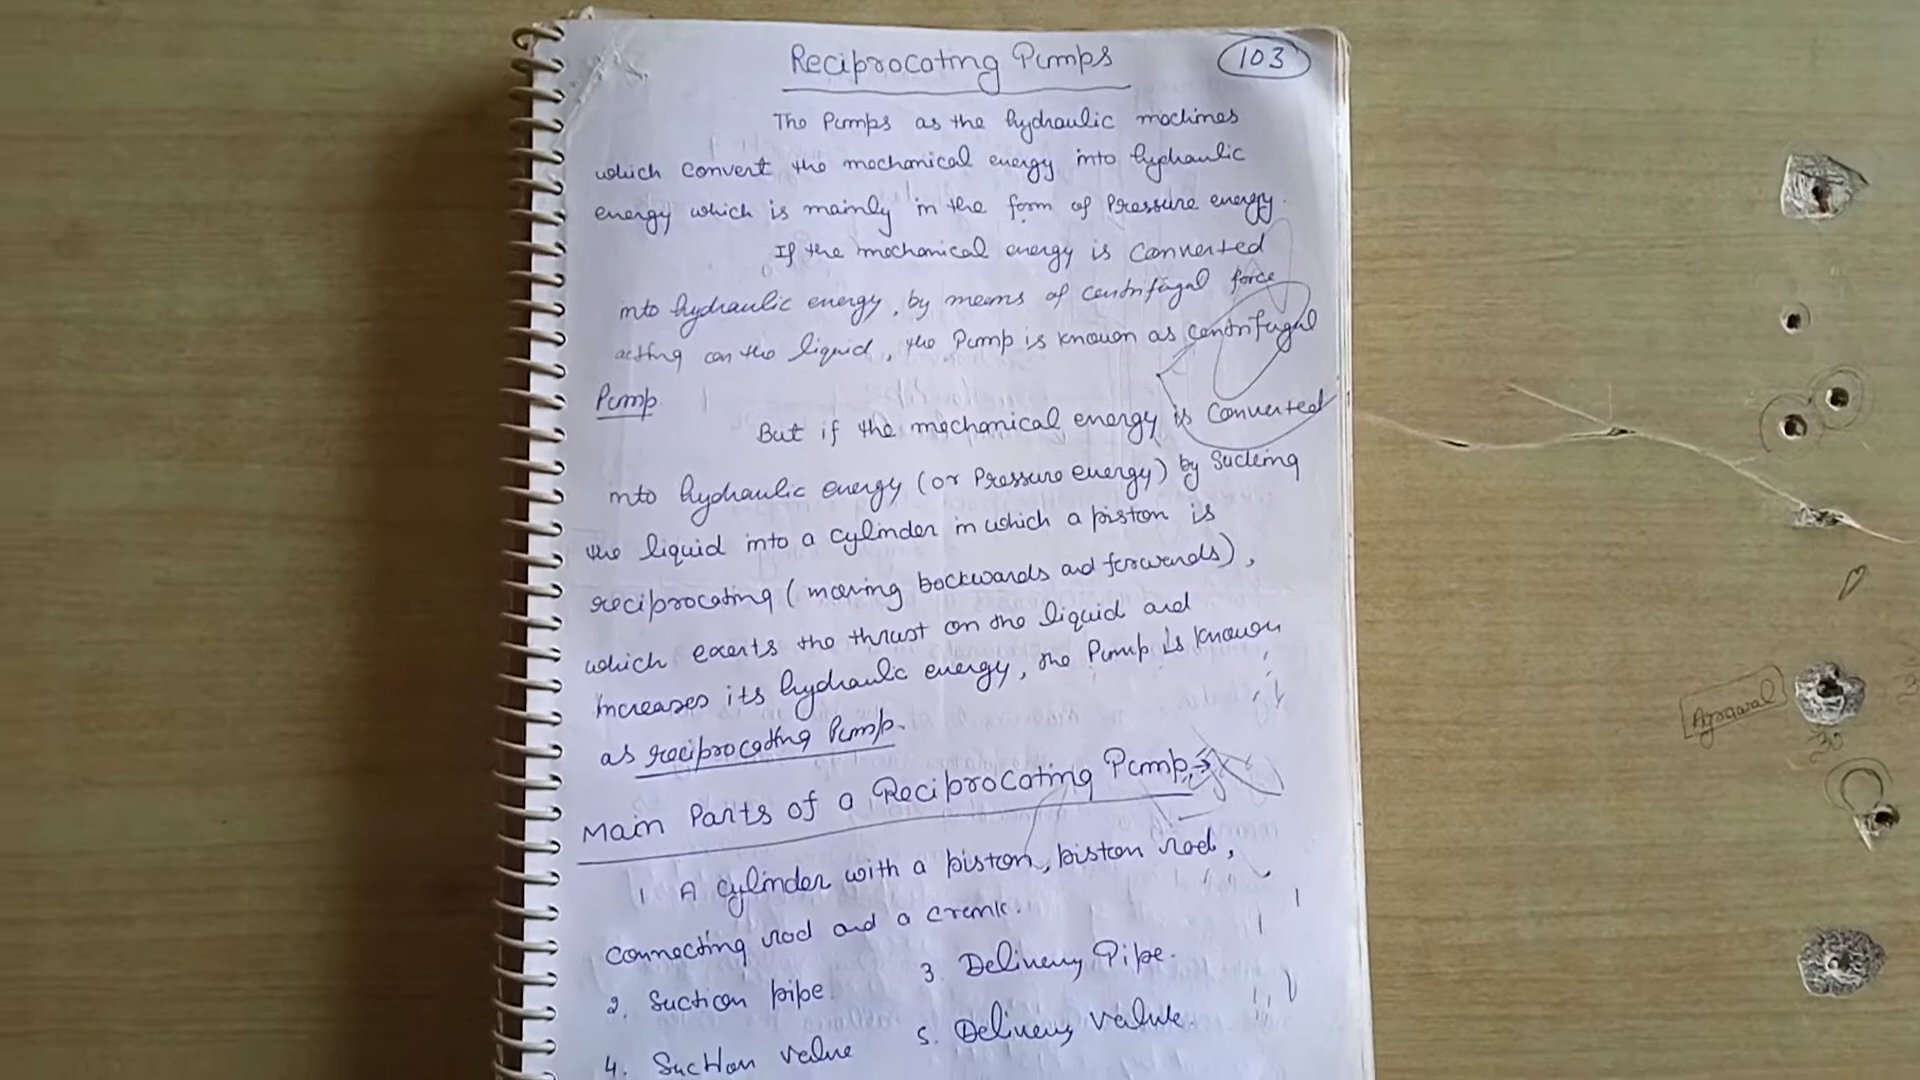 Reciprocating Pumps
103
The Pumps as the hydraulic machines
which convert the mechanical energy into hydraulic
energy which is mainly in the form of Pressure energy.
If the mechanical energy is converted
into hydraulic energy, by means of centrifugal force
acting on the liquid, the Pump is known as centrifugal
Pump
But if the mechanical energy is converted
into hydraulic energy (or Pressure energy) by sucking
the liquid into a cylinder in which a piston is
reciprocating (moving backwards and forwards),
which exerts the thrust on the liquid and
increases its hydraulic energy, the Pump is known
as reciprocating Pump.
Main Parts of a Reciprocating Pump →
1. A cylinder with a piston, piston rod,
connecting rod and a crank.
2. Suction pipe
3. Delivery Pipe.
4. Suction valve
5. Delivery valve.
Agrawal
30